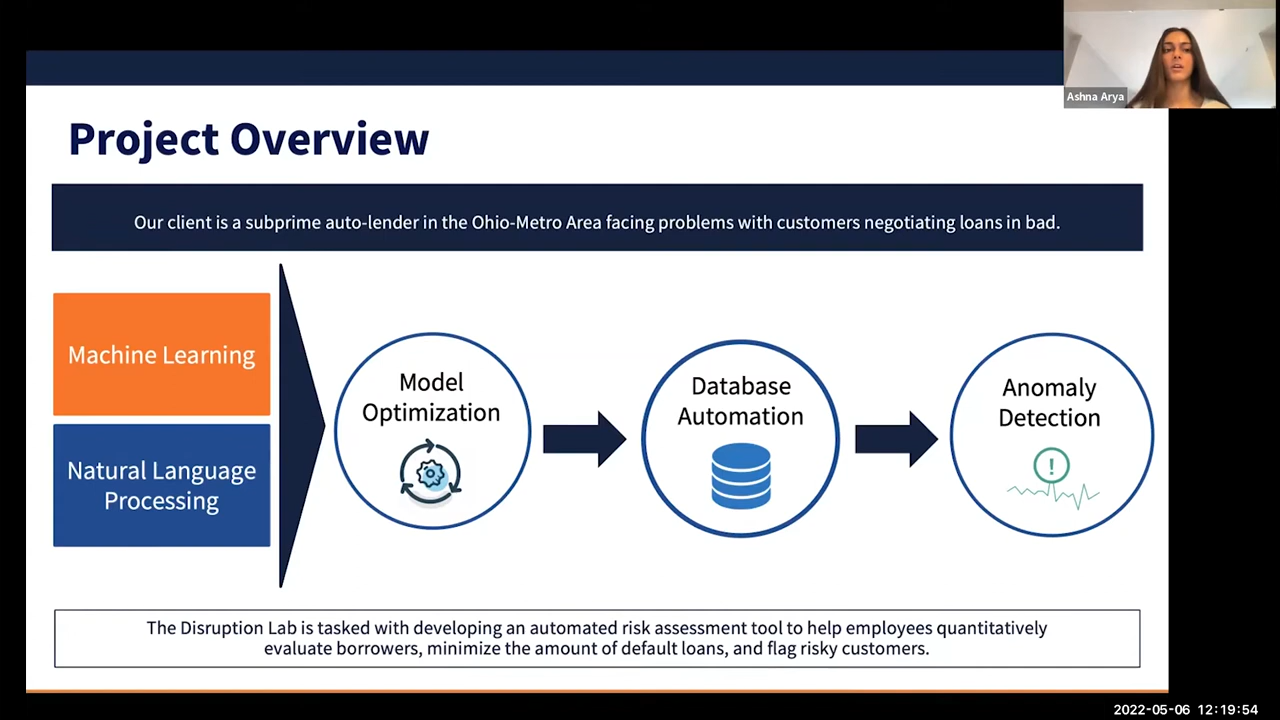 Ashna Arya
Project Overview
Our client is a subprime auto-lender in the Ohio-Metro Area facing problems with customers negotiating loans in bad.
Machine Learning
Natural Language
Processing
Model
Optimization
Database
Automation
Anomaly
Detection
!
The Disruption Lab is tasked with developing an automated risk assessment tool to help employees quantitatively
evaluate borrowers, minimize the amount of default loans, and flag risky customers.
2022-05-06 12:19:54